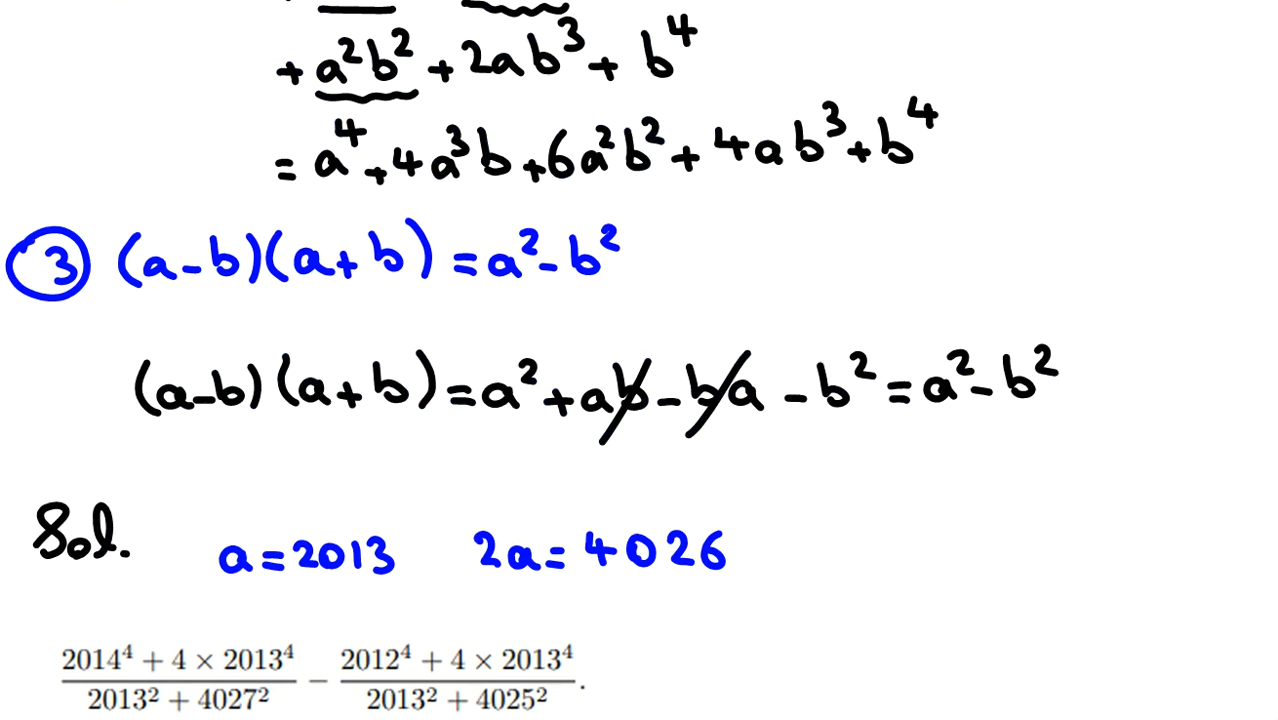 + a²b² + 2ab³ + b⁴
= a⁴ + 4a³b + 6a²b² + 4ab³ + b⁴
③ (a-b)(a+b) = a² - b²
(a-b)(a+b) = a² + ab - ba - b² = a² - b²
Sol. a = 2013 2a = 4026
(2014⁴ + 4 × 2013⁴)/(2013² + 4027²) − (2012⁴ + 4 × 2013⁴)/(2013² + 4025²).